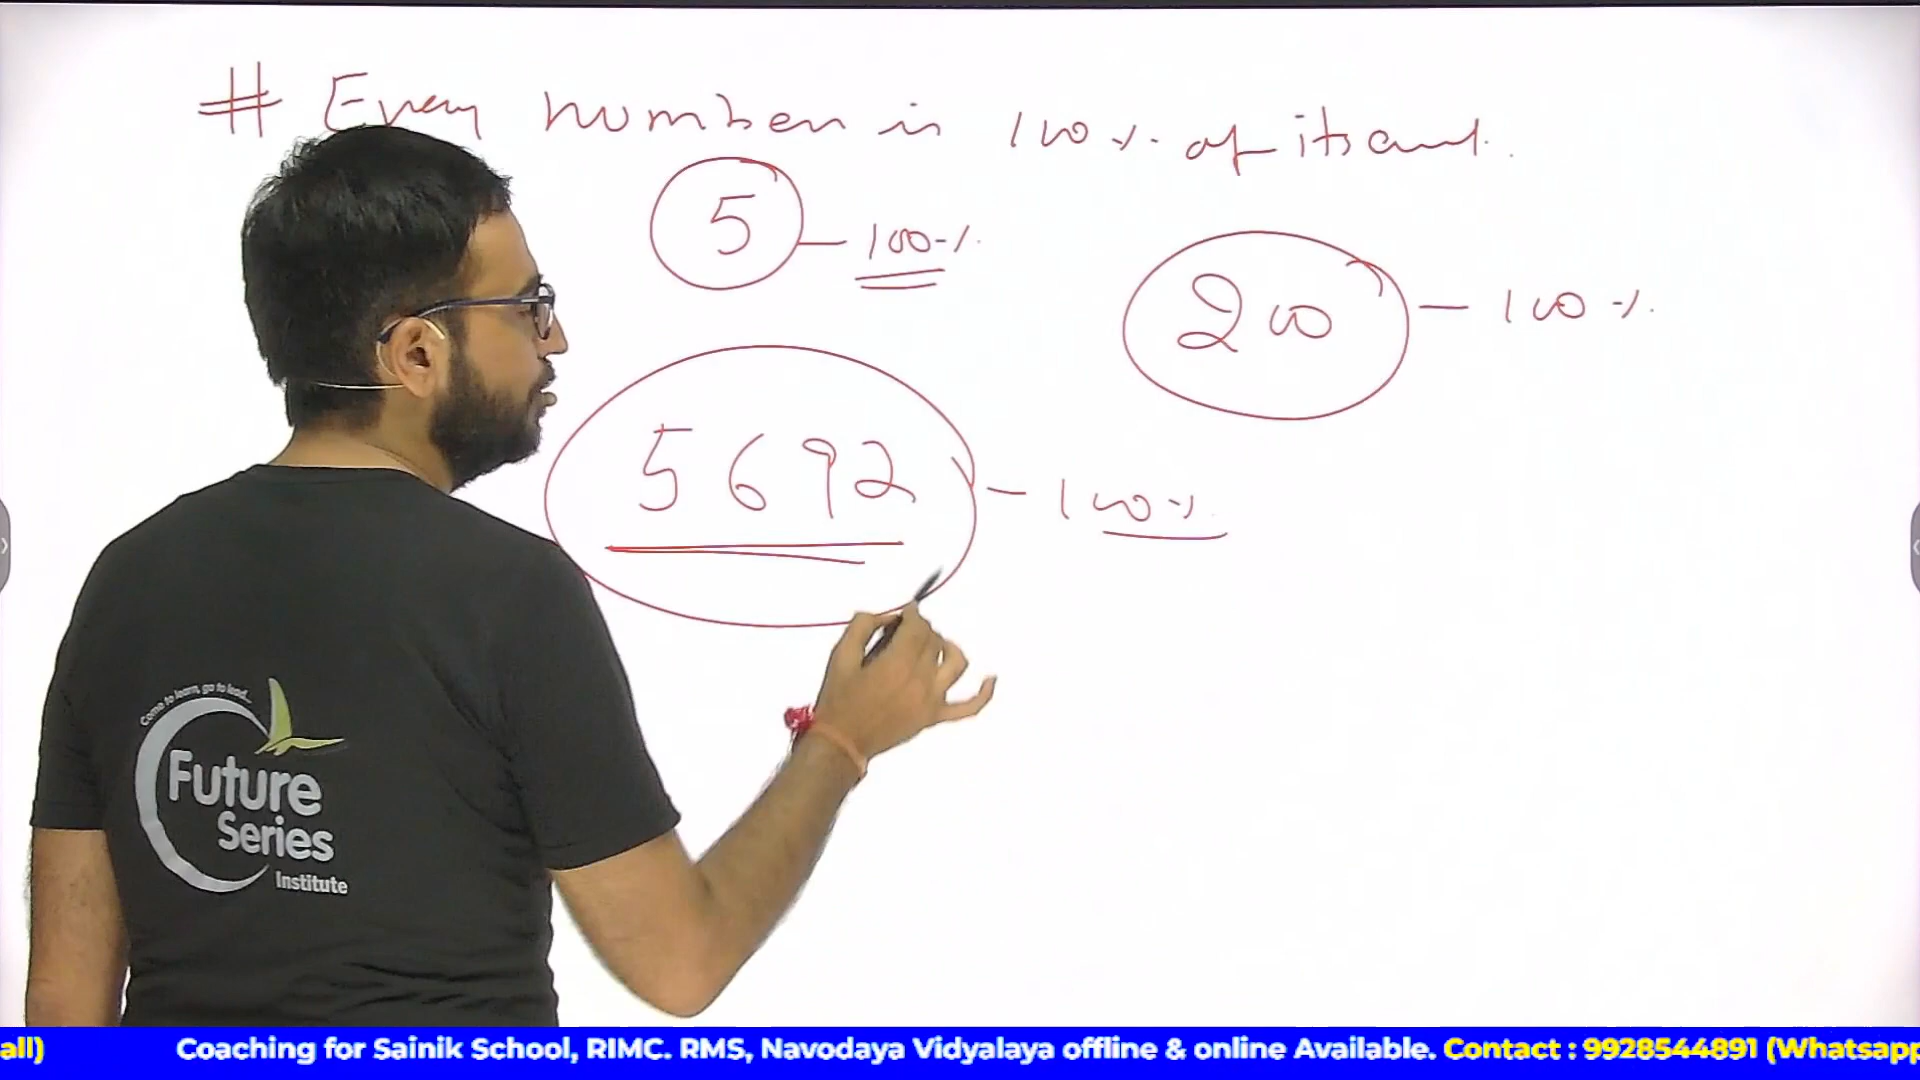 # Every number is 100% of its
5 — 100%
200 — 100%
5692 — 100%
Come to learn, go to lead...
Future
Series
Institute
all) Coaching for Sainik School, RIMC. RMS, Navodaya Vidyalaya offline & online Available. Contact : 9928544891 (Whatsapp